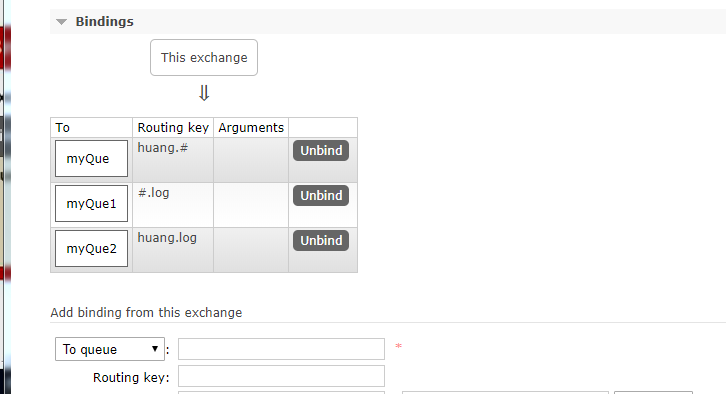 Bindings
This exchange
⇓
To Routing key Arguments
myQue huang.# Unbind
myQue1 #.log Unbind
myQue2 huang.log Unbind
Add binding from this exchange
To queue : *
Routing key: